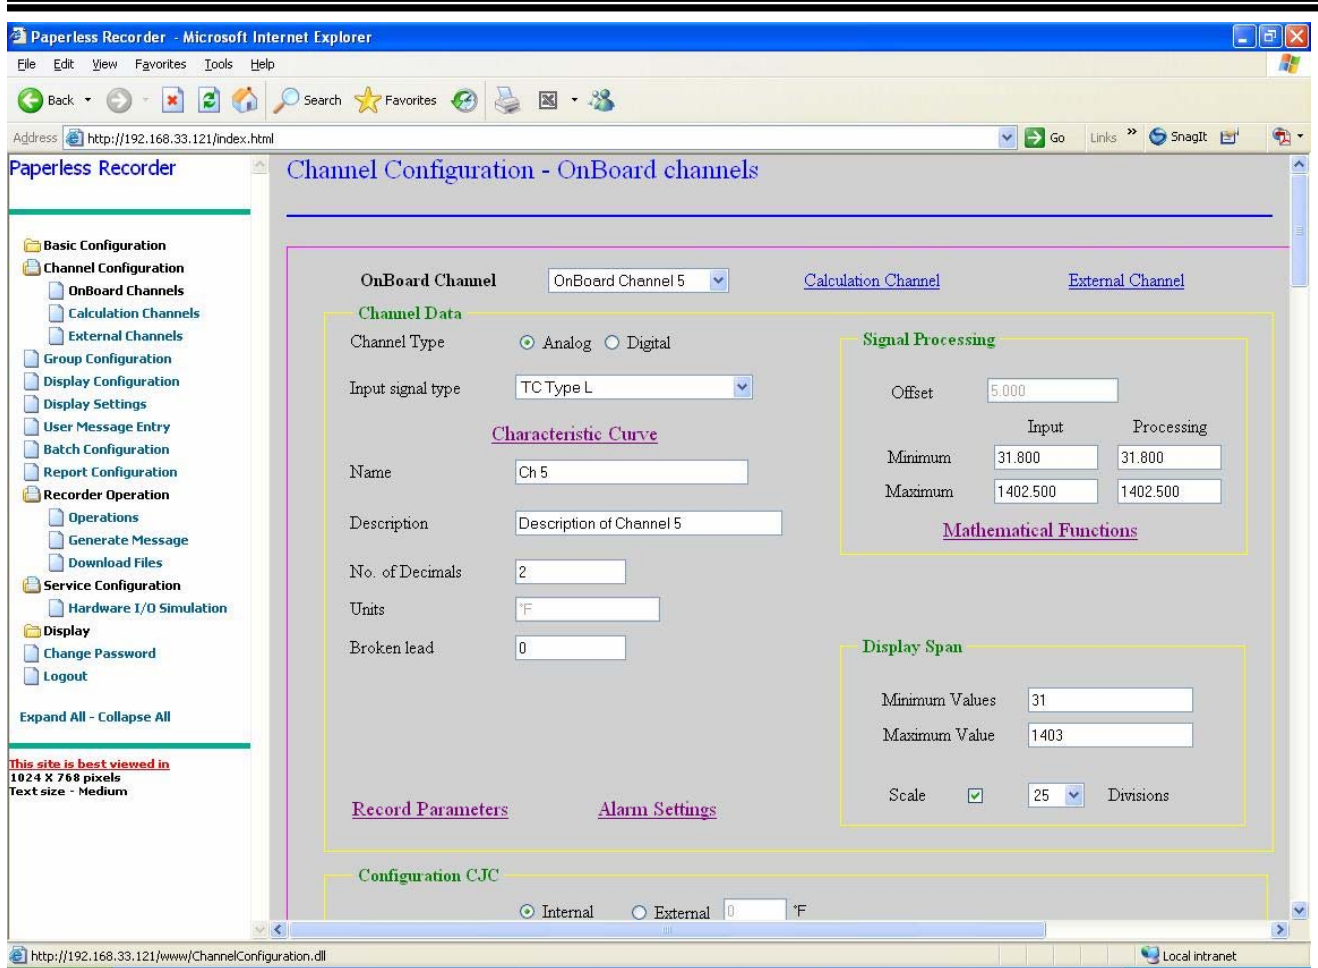 Paperless Recorder - Microsoft Internet Explorer
File Edit View Favorites Tools Help
Back Search Favorites
Address http://192.168.33.121/index.html Go Links » SnagIt
Paperless Recorder
Basic Configuration
Channel Configuration
OnBoard Channels
Calculation Channels
External Channels
Group Configuration
Display Configuration
Display Settings
User Message Entry
Batch Configuration
Report Configuration
Recorder Operation
Operations
Generate Message
Download Files
Service Configuration
Hardware I/O Simulation
Display
Change Password
Logout
Expand All - Collapse All
This site is best viewed in
1024 X 768 pixels
Text size - Medium
Channel Configuration - OnBoard channels
OnBoard Channel OnBoard Channel 5 Calculation Channel External Channel
Channel Data
Channel Type Analog Digital
Input signal type TC Type L
Characteristic Curve
Name Ch 5
Description Description of Channel 5
No. of Decimals 2
Units °F
Broken lead 0
Record Parameters Alarm Settings
Signal Processing
Offset 5.000
Input Processing
Minimum 31.800 31.800
Maximum 1402.500 1402.500
Mathematical Functions
Display Span
Minimum Values 31
Maximum Value 1403
Scale 25 Divisions
Configuration CJC
Internal External 0 °F
http://192.168.33.121/www/ChannelConfiguration.dll Local intranet